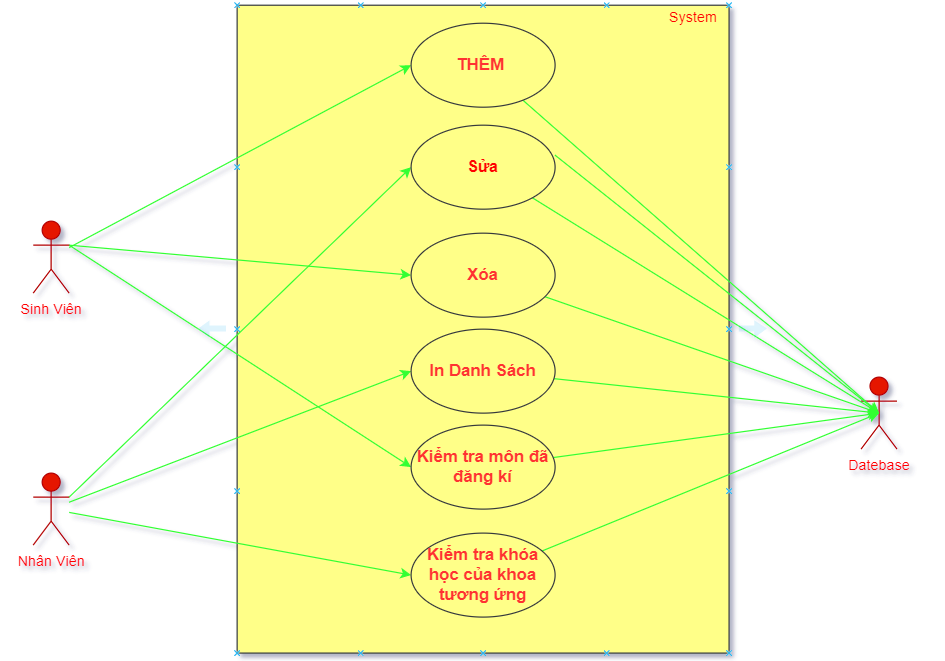 System
THÊM
Sửa
Xóa
In Danh Sách
Kiểm tra môn đã
đăng kí
Kiểm tra khóa
học của khoa
tương ứng
Sinh Viên
Nhân Viên
Datebase